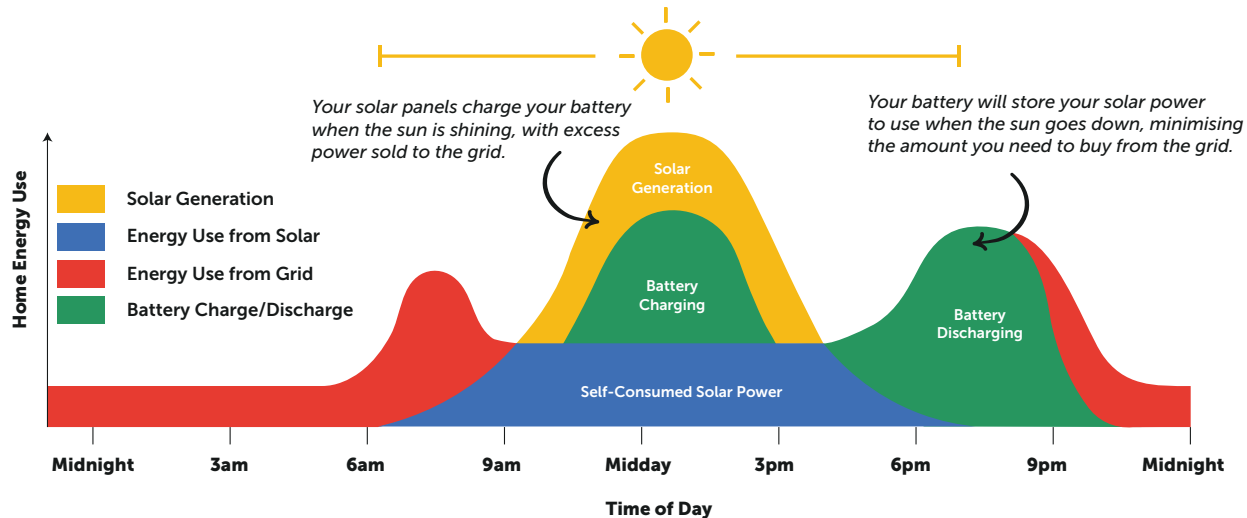 Your solar panels charge your battery
when the sun is shining, with excess
power sold to the grid.
Your battery will store your solar power
to use when the sun goes down, minimising
the amount you need to buy from the grid.
Home Energy Use
Solar Generation
Energy Use from Solar
Energy Use from Grid
Battery Charge/Discharge
Solar
Generation
Battery
Charging
Battery
Discharging
Self-Consumed Solar Power
Midnight
3am
6am
9am
Midday
3pm
6pm
9pm
Midnight
Time of Day